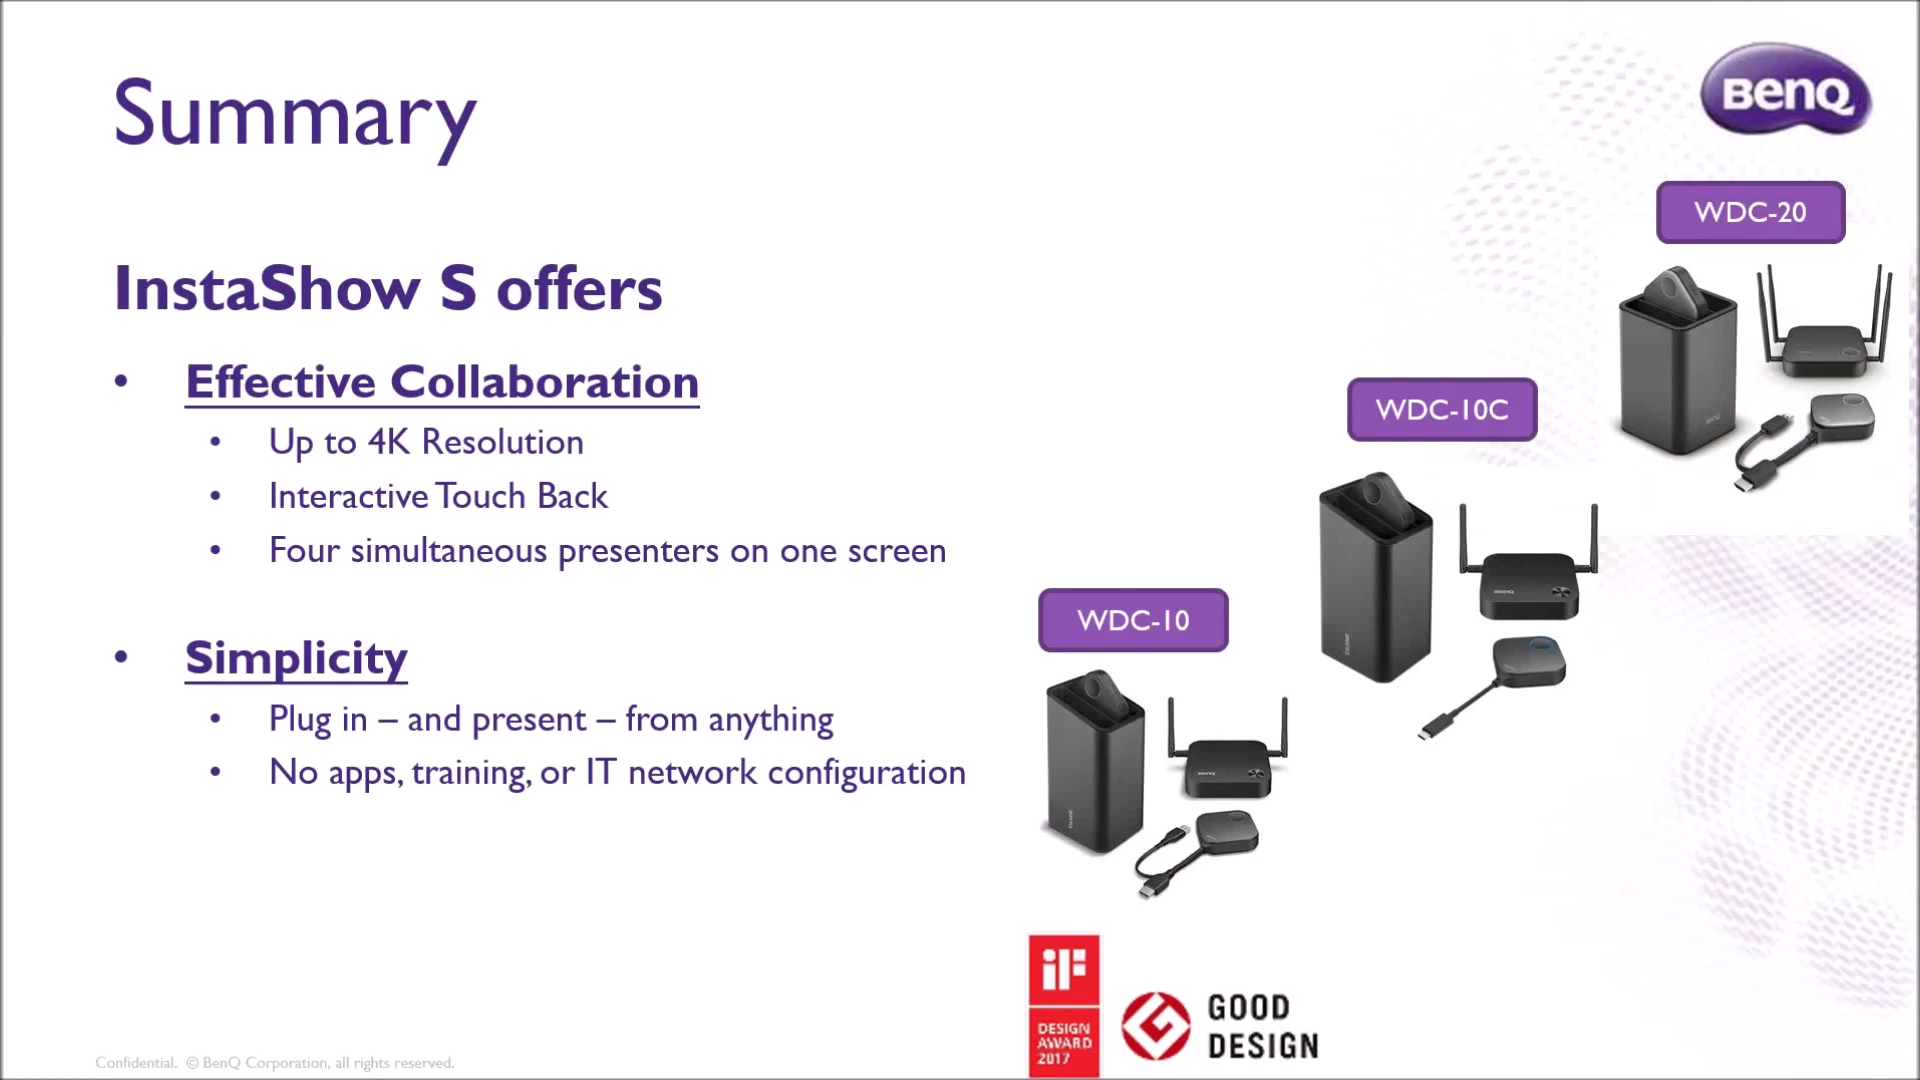 Summary
BenQ
WDC-20
InstaShow S offers
• Effective Collaboration
• Up to 4K Resolution
• Interactive Touch Back
• Four simultaneous presenters on one screen
WDC-10C
WDC-10
• Simplicity
• Plug in – and present – from anything
• No apps, training, or IT network configuration
iF
DESIGN
AWARD
2017
GOOD
DESIGN
Confidential. © BenQ Corporation, all rights reserved.